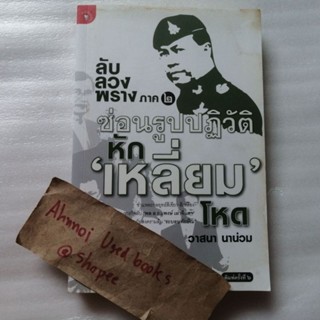 ลับ
ลวง
พราง ภาค ๒
ซ่อนรูปปฏิวัติ
หัก
'เหลี่ยม'
โหด
วาสนา นาน่วม
Ahmoi Used books
@ Shopee